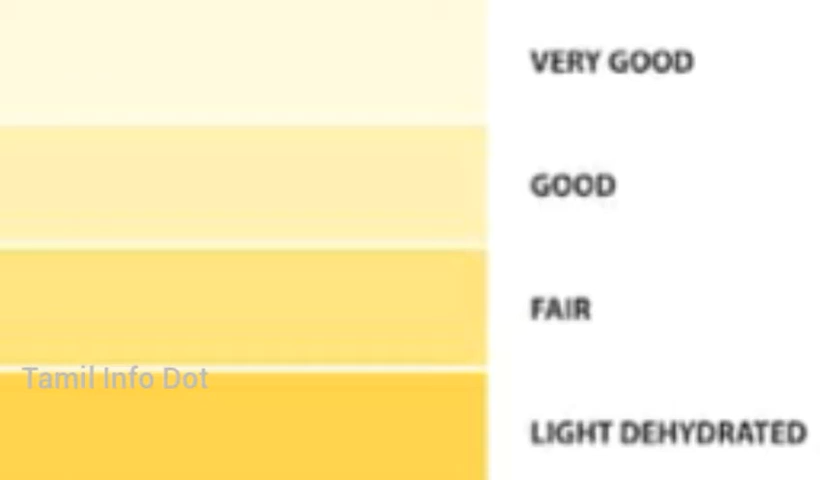 VERY GOOD
GOOD
FAIR
Tamil Info Dot
LIGHT DEHYDRATED